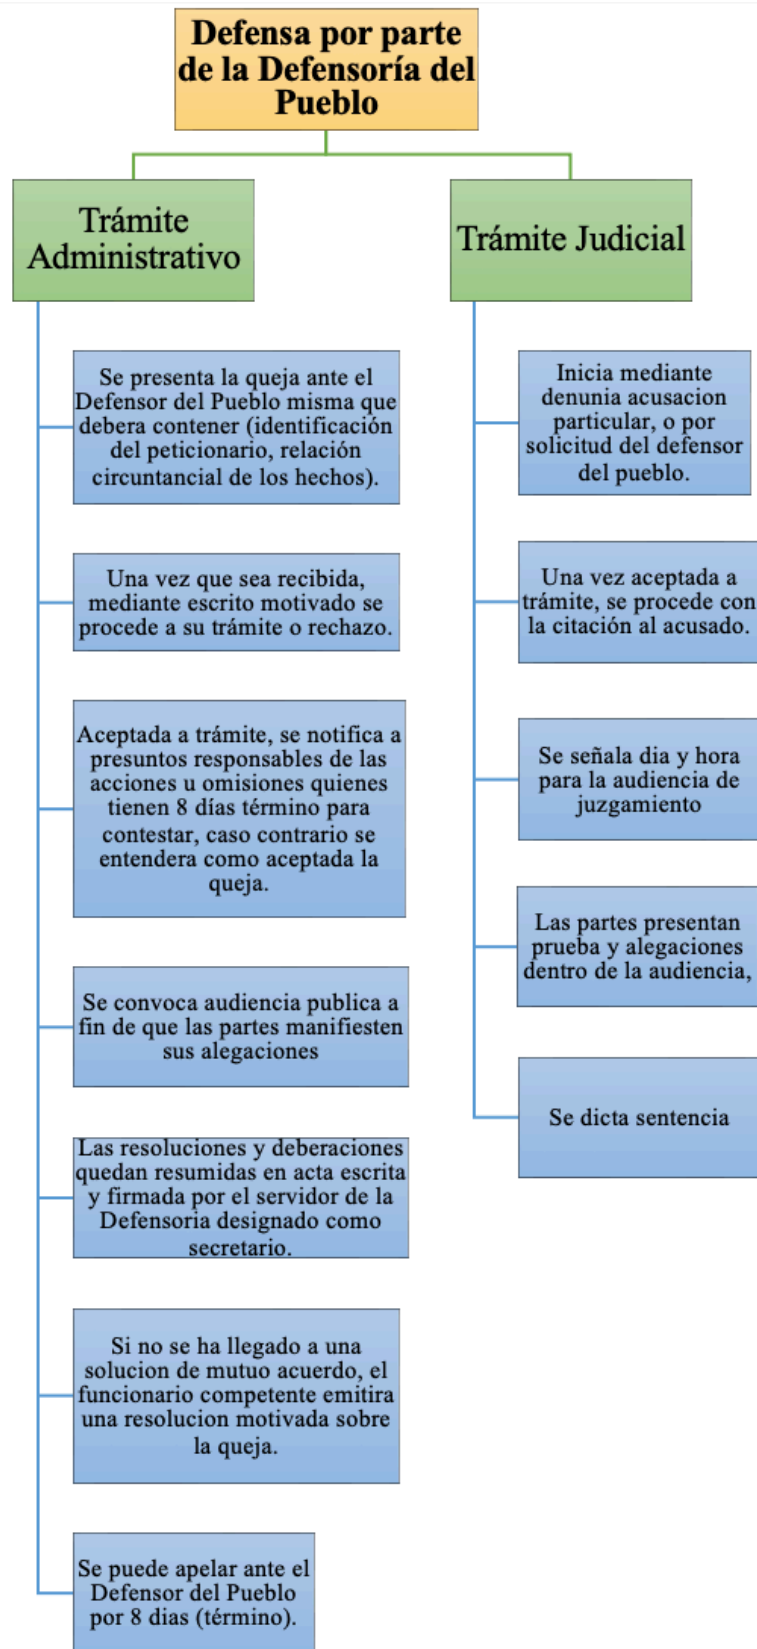 Defensa por parte
de la Defensoría del
Pueblo
Trámite
Administrativo
Se presenta la queja ante el
Defensor del Pueblo misma que
debera contener (identificación
del peticionario, relación
circuntancial de los hechos).
Una vez que sea recibida,
mediante escrito motivado se
procede a su trámite o rechazo.
Aceptada a trámite, se notifica a
presuntos responsables de las
acciones u omisiones quienes
tienen 8 días término para
contestar, caso contrario se
entendera como aceptada la
queja.
Se convoca audiencia publica a
fin de que las partes manifiesten
sus alegaciones
Las resoluciones y deberaciones
quedan resumidas en acta escrita
y firmada por el servidor de la
Defensoria designado como
secretario.
Si no se ha llegado a una
solucion de mutuo acuerdo, el
funcionario competente emitira
una resolucion motivada sobre
la queja.
Se puede apelar ante el
Defensor del Pueblo
por 8 dias (término).
Trámite Judicial
Inicia mediante
denunia acusacion
particular, o por
solicitud del defensor
del pueblo.
Una vez aceptada a
trámite, se procede con
la citación al acusado.
Se señala dia y hora
para la audiencia de
juzgamiento
Las partes presentan
prueba y alegaciones
dentro de la audiencia,
Se dicta sentencia